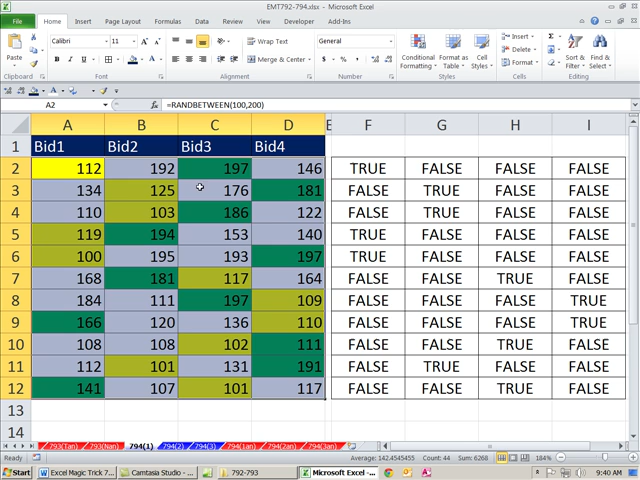 EMT792-794.xlsx - Microsoft Excel
File Home Insert Page Layout Formulas Data Review View Developer Add-Ins
Calibri 11 Wrap Text General Insert
Paste Merge & Center Conditional Formatting Format as Table Cell Styles Delete Format Sort & Filter Find & Select
Clipboard Font Alignment Number Styles Cells Editing
A2 fx =RANDBETWEEN(100,200)
A B C D E F G H I
1 Bid1 Bid2 Bid3 Bid4
2 112 192 197 146 TRUE FALSE FALSE FALSE
3 134 125 176 181 FALSE TRUE FALSE FALSE
4 110 103 186 122 FALSE TRUE FALSE FALSE
5 119 194 153 140 TRUE FALSE FALSE FALSE
6 100 195 193 197 TRUE FALSE FALSE FALSE
7 168 181 117 164 FALSE FALSE TRUE FALSE
8 184 111 197 109 FALSE FALSE FALSE TRUE
9 166 120 136 110 FALSE FALSE FALSE TRUE
10 108 108 102 111 FALSE FALSE TRUE FALSE
11 112 101 131 191 FALSE TRUE FALSE FALSE
12 141 107 101 117 FALSE FALSE TRUE FALSE
13
14
793(Tan) 793(Nan) 794(1) 794(2) 794(3) 794(1an) 794(2an) 794(3an)
Ready Average: 142.4545455 Count: 44 Sum: 6268 184%
Start Excel Magic Trick 7... Camtasia Studio - ... 792-793 Microsoft Excel -... 9:40 AM